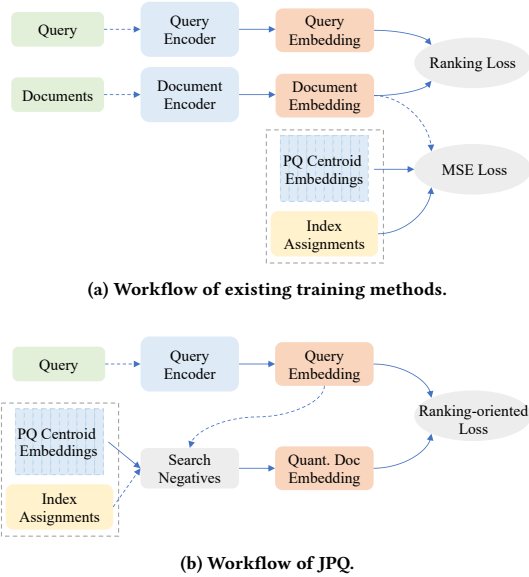 Query
Query
Encoder
Query
Embedding
Ranking Loss
Documents
Document
Encoder
Document
Embedding
PQ Centroid
Embeddings
MSE Loss
Index
Assignments
(a) Workflow of existing training methods.
Query
Query
Encoder
Query
Embedding
Ranking-oriented
Loss
PQ Centroid
Embeddings
Search
Negatives
Quant. Doc
Embedding
Index
Assignments
(b) Workflow of JPQ.